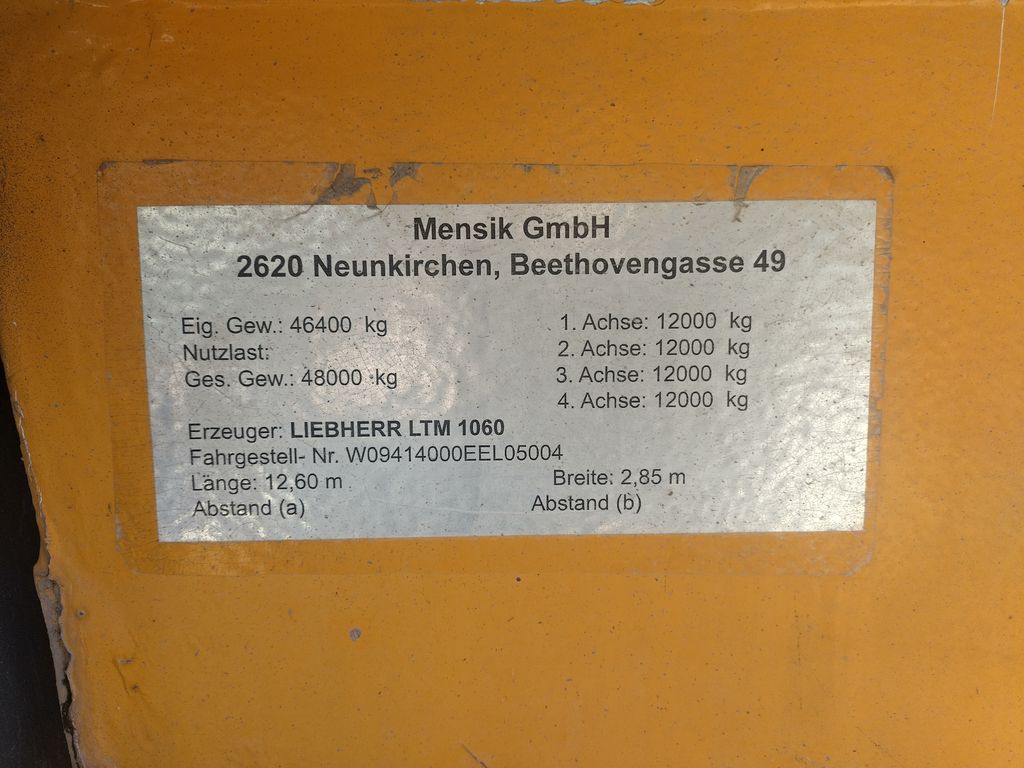 Mensik GmbH
2620 Neunkirchen, Beethovengasse 49
Eig. Gew.: 46400 kg
Nutzlast:
Ges. Gew.: 48000 kg
1. Achse: 12000 kg
2. Achse: 12000 kg
3. Achse: 12000 kg
4. Achse: 12000 kg
Erzeuger: LIEBHERR LTM 1060
Fahrgestell- Nr. W09414000EEL05004
Länge: 12,60 m
Breite: 2,85 m
Abstand (a)
Abstand (b)